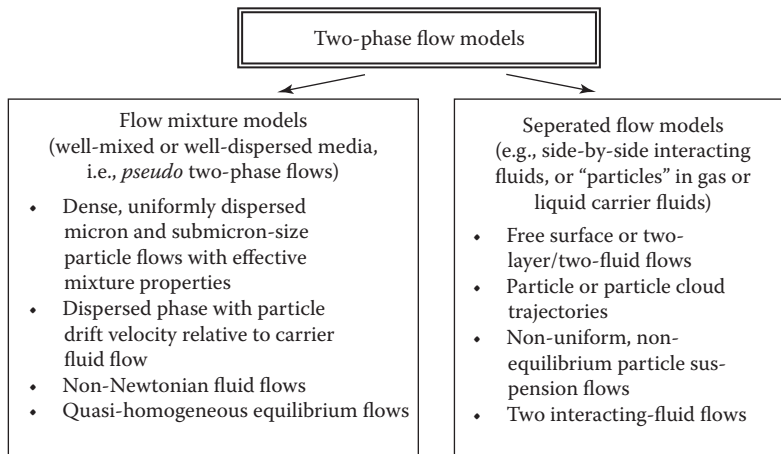 Two-phase flow models
Flow mixture models
(well-mixed or well-dispersed media,
i.e., pseudo two-phase flows)
• Dense, uniformly dispersed
micron and submicron-size
particle flows with effective
mixture properties
• Dispersed phase with particle
drift velocity relative to carrier
fluid flow
• Non-Newtonian fluid flows
• Quasi-homogeneous equilibrium flows
Seperated flow models
(e.g., side-by-side interacting
fluids, or “particles” in gas or
liquid carrier fluids)
• Free surface or two-
layer/two-fluid flows
• Particle or particle cloud
trajectories
• Non-uniform, non-
equilibrium particle sus-
pension flows
• Two interacting-fluid flows